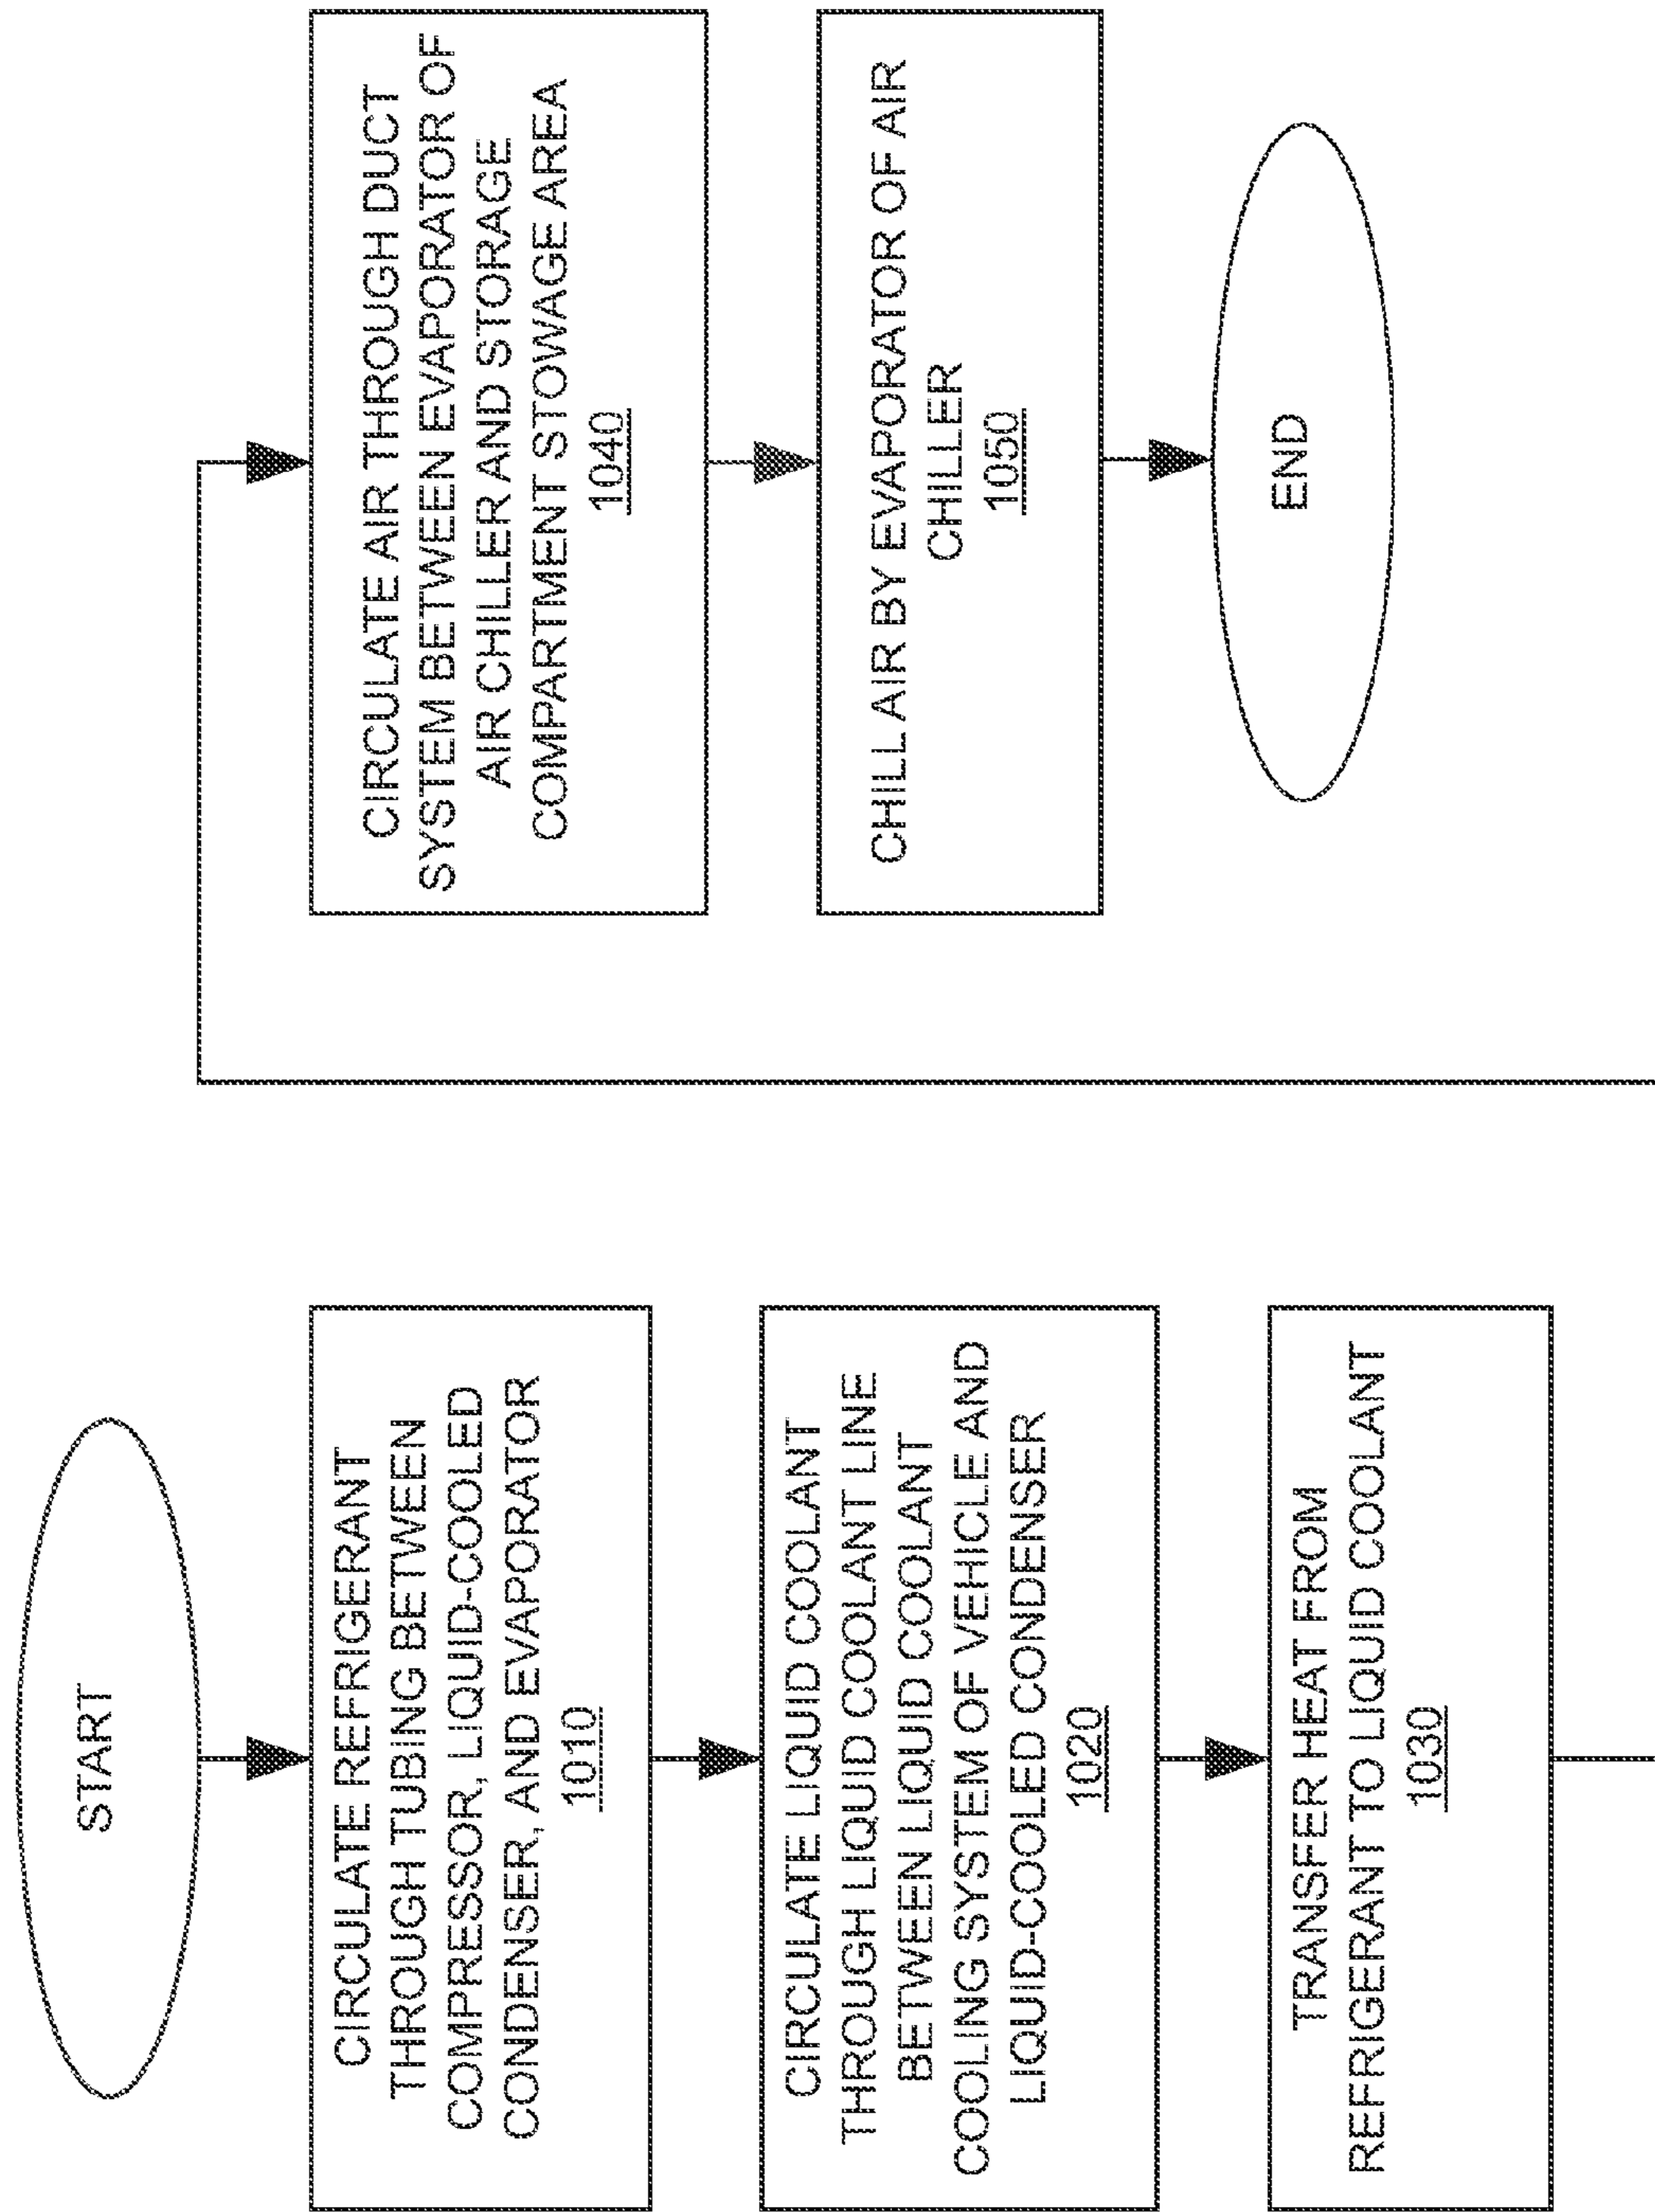 START
CIRCULATE REFRIGERANT
THROUGH TUBING BETWEEN
COMPRESSOR, LIQUID-COOLED
CONDENSER, AND EVAPORATOR
1010
CIRCULATE LIQUID COOLANT
THROUGH LIQUID COOLANT LINE
BETWEEN LIQUID COOLANT
COOLING SYSTEM OF VEHICLE AND
LIQUID-COOLED CONDENSER
1020
TRANSFER HEAT FROM
REFRIGERANT TO LIQUID COOLANT
1030
CIRCULATE AIR THROUGH DUCT
SYSTEM BETWEEN EVAPORATOR OF
AIR CHILLER AND STORAGE
COMPARTMENT STOWAGE AREA
1040
CHILL AIR BY EVAPORATOR OF AIR
CHILLER
1050
END